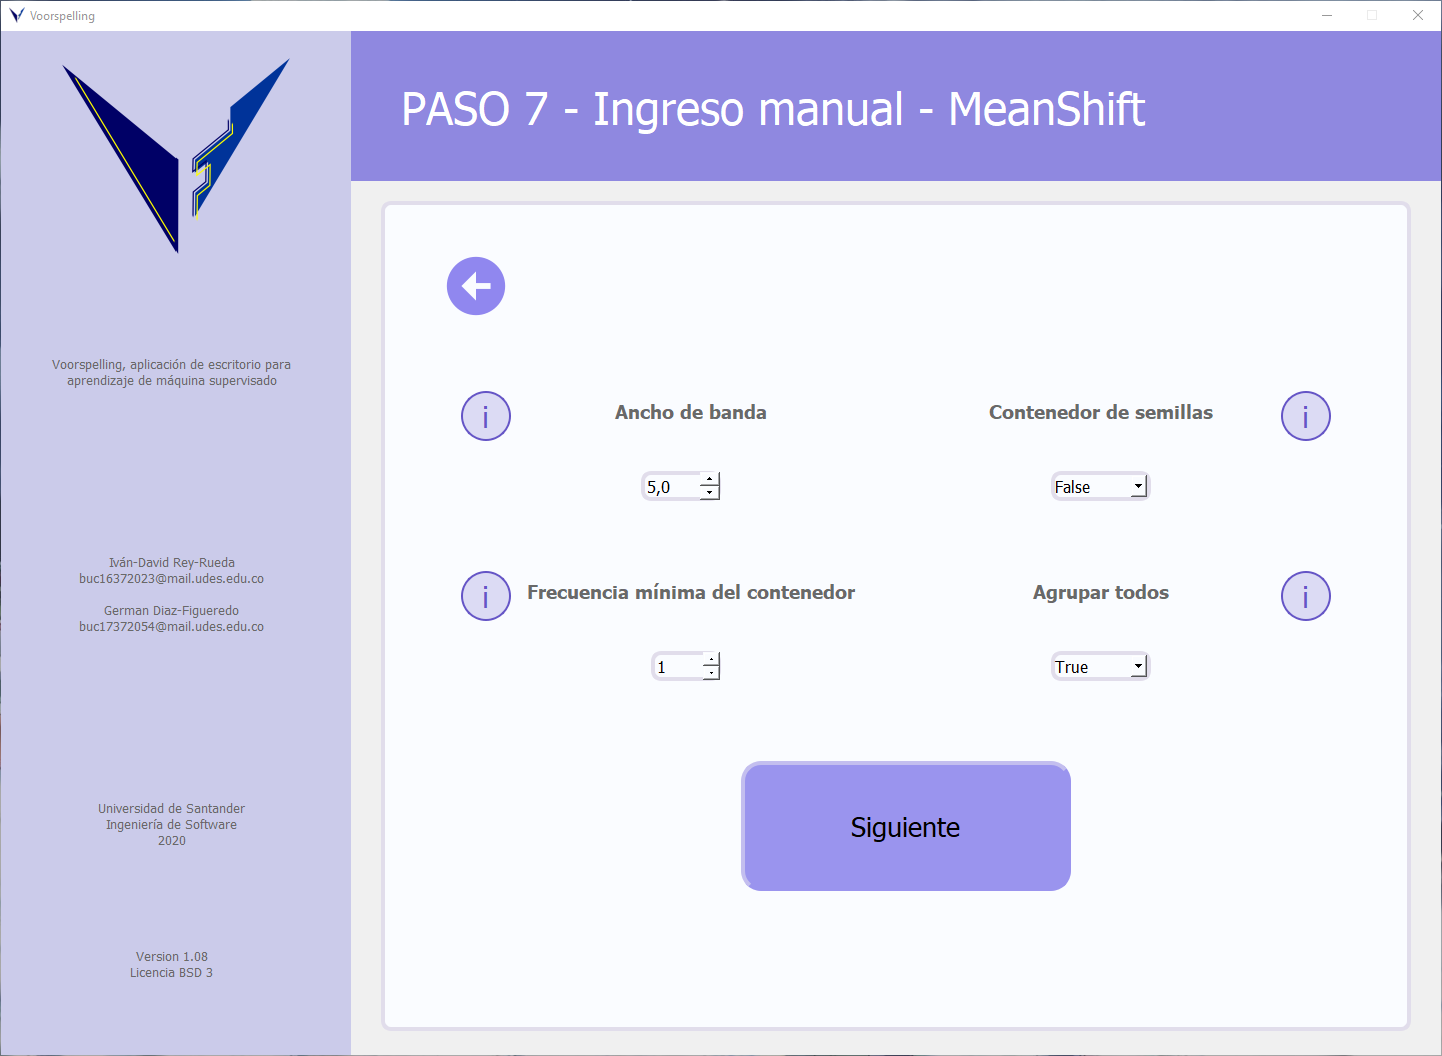 Voorspelling
PASO 7 - Ingreso manual - MeanShift
Voorspelling, aplicación de escritorio para
aprendizaje de máquina supervisado
Iván-David Rey-Rueda
buc16372023@mail.udes.edu.co
German Diaz-Figueredo
buc17372054@mail.udes.edu.co
Universidad de Santander
Ingeniería de Software
2020
Version 1.08
Licencia BSD 3
i Ancho de banda
5,0
Contenedor de semillas i
False
i Frecuencia mínima del contenedor
1
Agrupar todos i
True
Siguiente